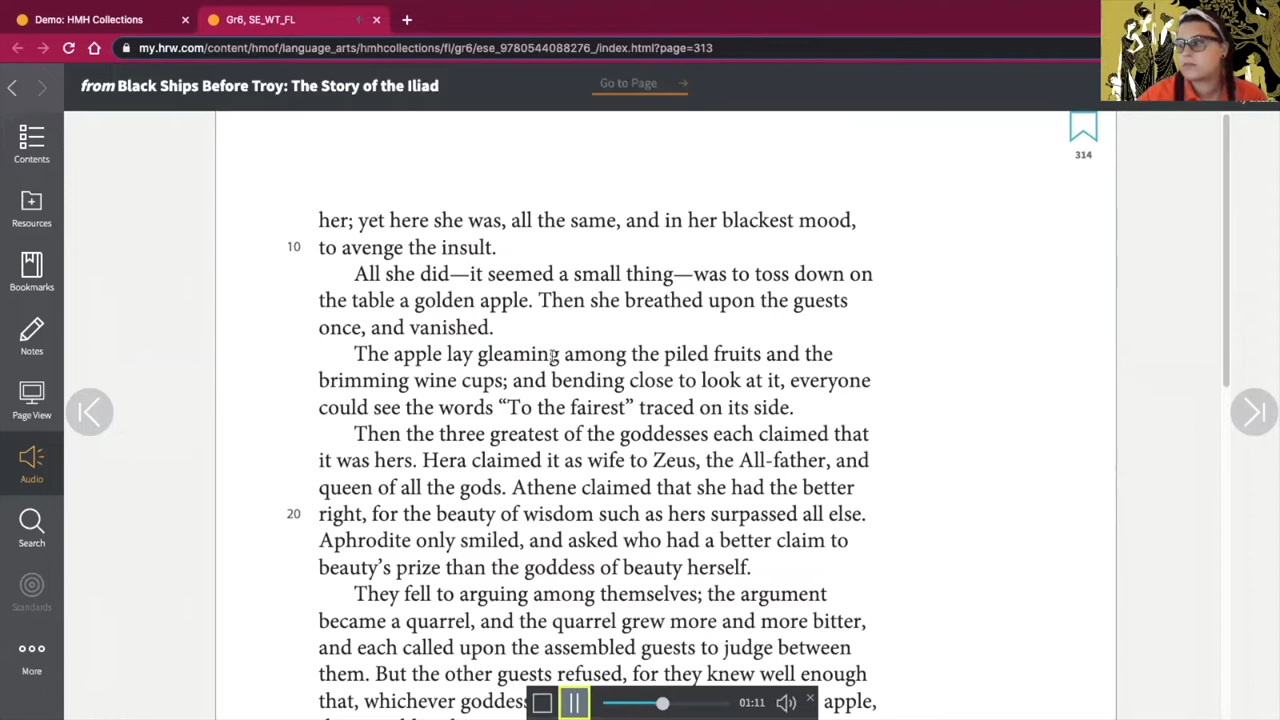 Demo: HMH Collections
Gr6, SE_WT_FL
my.hrw.com/content/hmof/language_arts/hmhcollections/fl/gr6/ese_9780544088276_/index.html?page=313
from Black Ships Before Troy: The Story of the Iliad
Go to Page
314
Contents
Resources
Bookmarks
Notes
Page View
Audio
Search
Standards
More
her; yet here she was, all the same, and in her blackest mood,
10 to avenge the insult.
All she did—it seemed a small thing—was to toss down on
the table a golden apple. Then she breathed upon the guests
once, and vanished.
The apple lay gleaming among the piled fruits and the
brimming wine cups; and bending close to look at it, everyone
could see the words “To the fairest” traced on its side.
Then the three greatest of the goddesses each claimed that
it was hers. Hera claimed it as wife to Zeus, the All-father, and
queen of all the gods. Athene claimed that she had the better
20 right, for the beauty of wisdom such as hers surpassed all else.
Aphrodite only smiled, and asked who had a better claim to
beauty’s prize than the goddess of beauty herself.
They fell to arguing among themselves; the argument
became a quarrel, and the quarrel grew more and more bitter,
and each called upon the assembled guests to judge between
them. But the other guests refused, for they knew well enough
that, whichever goddess apple,
01:11